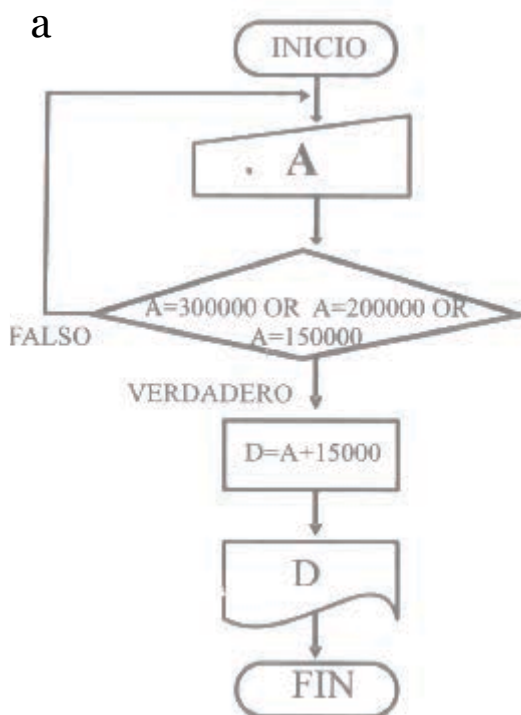 a
INICIO
A
A=300000 OR A=200000 OR
A=150000
FALSO
VERDADERO
D=A+15000
D
FIN